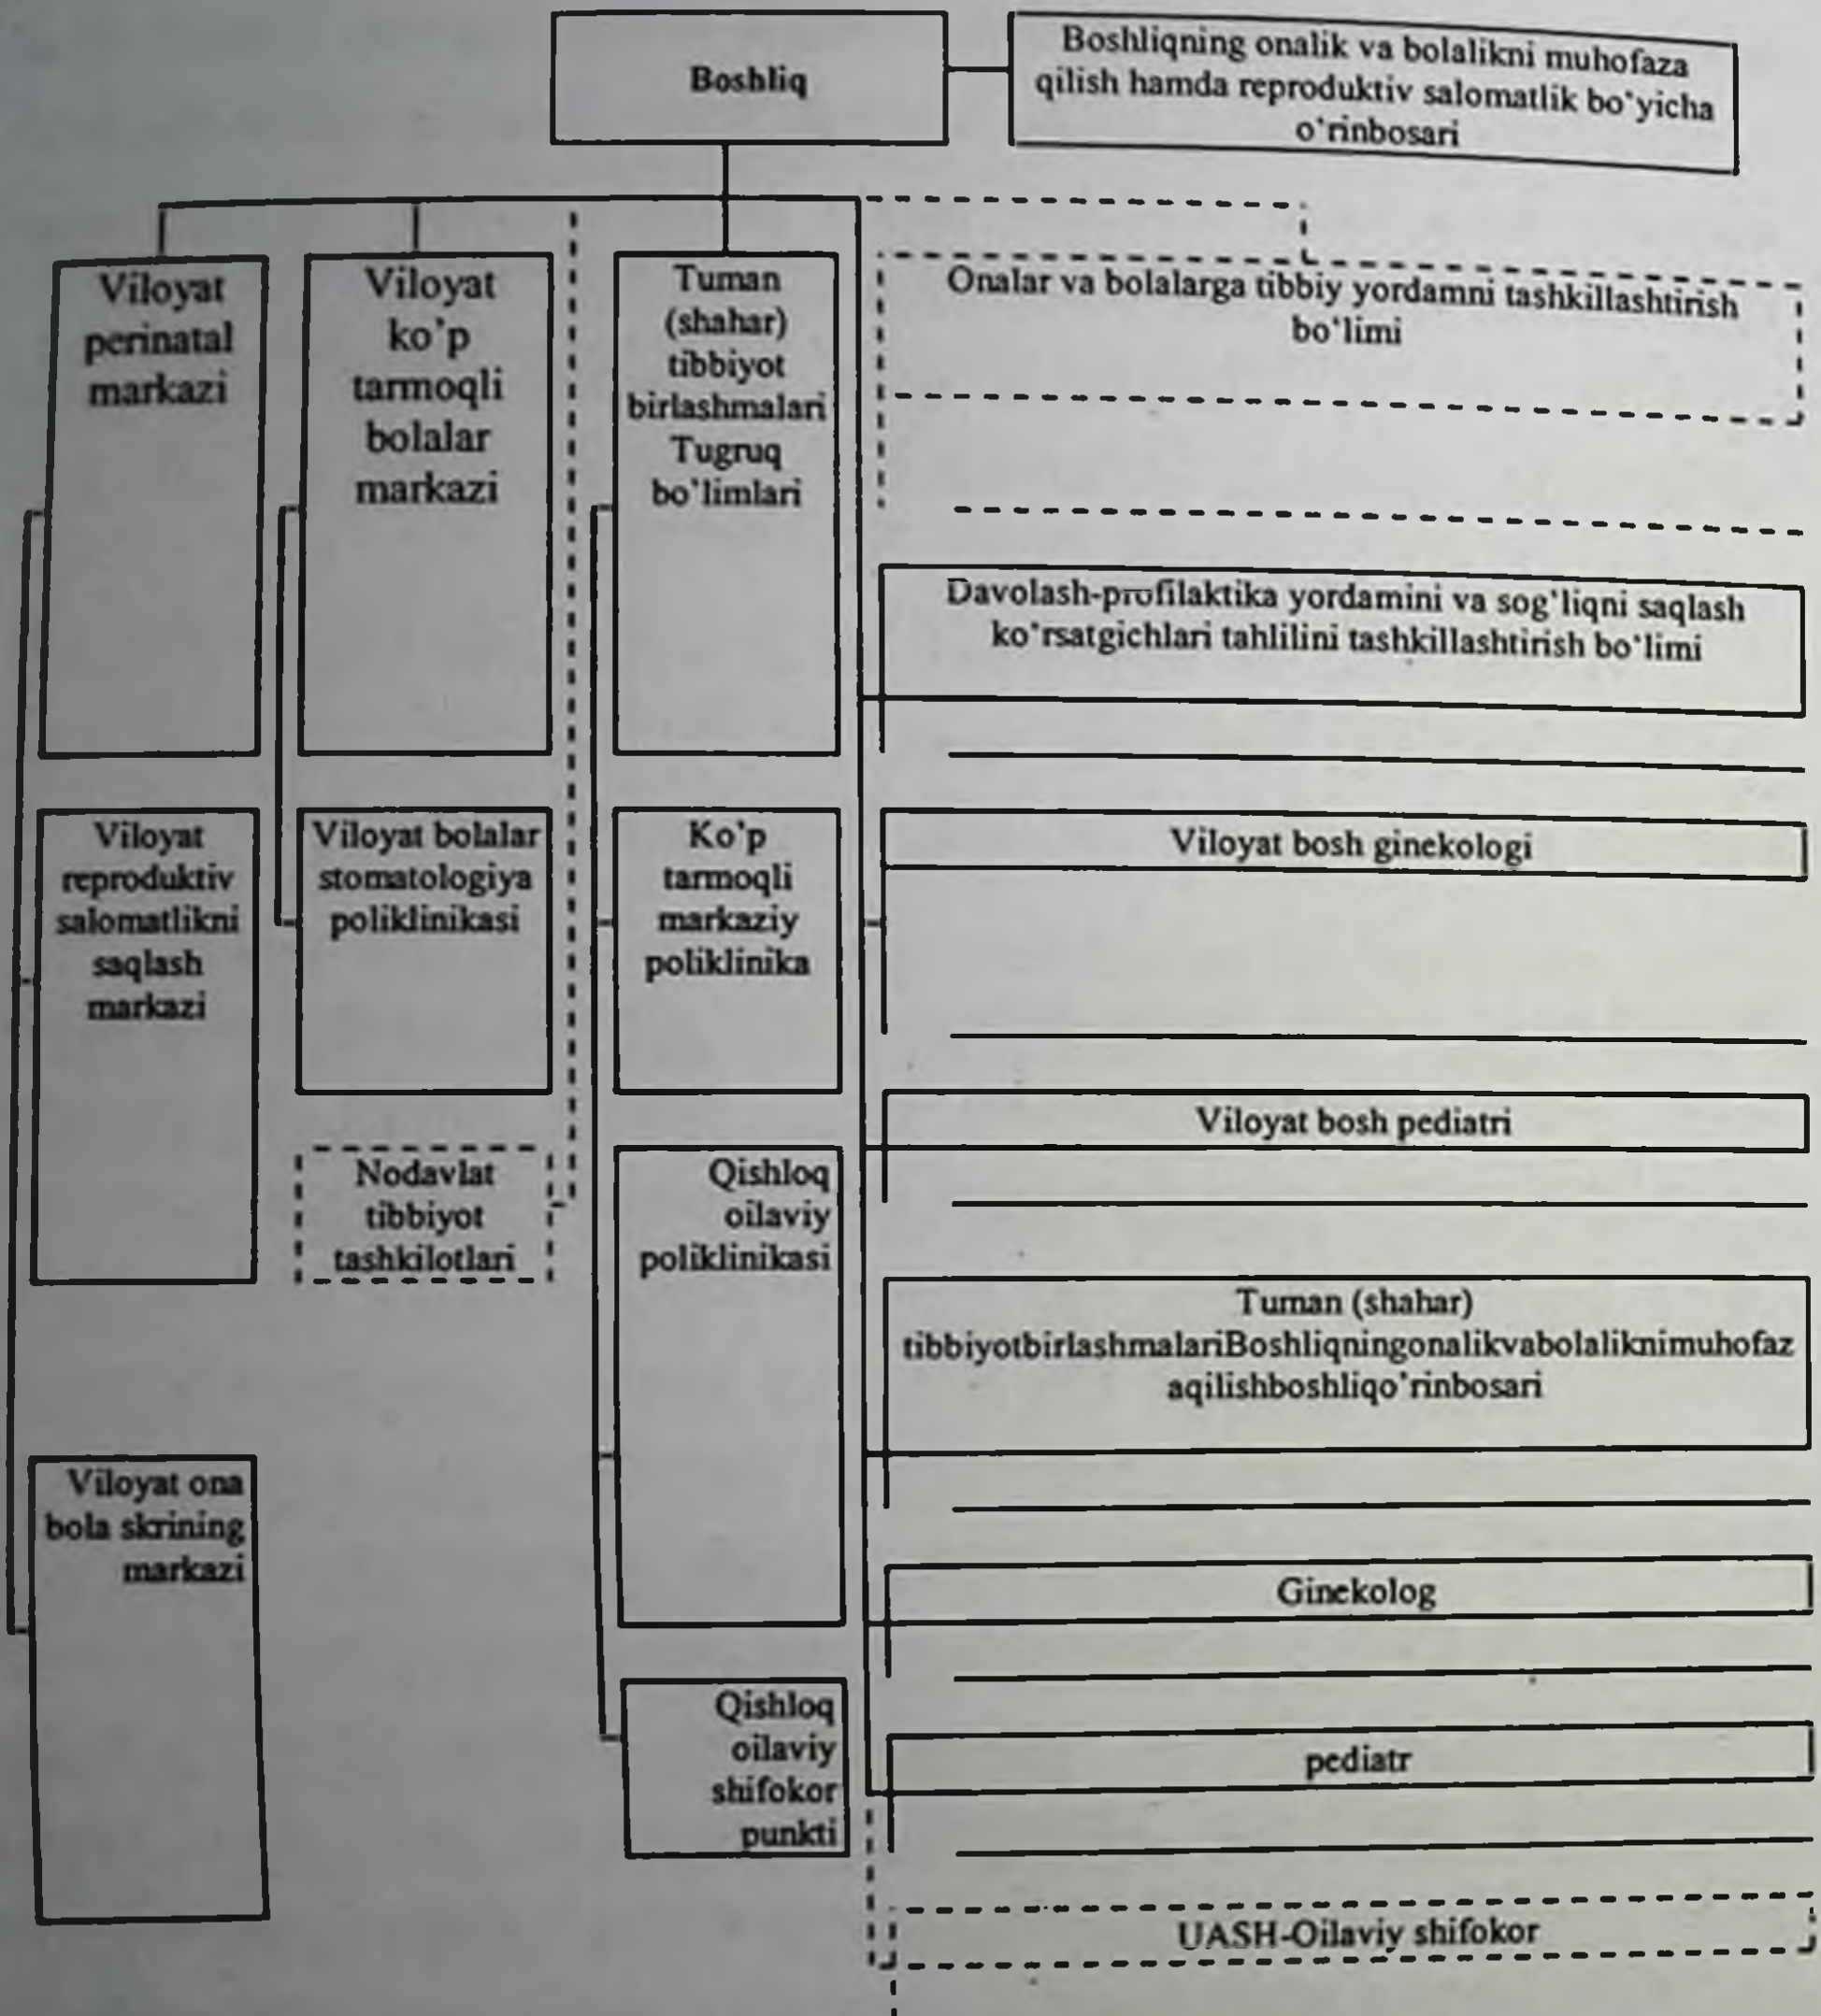 Boshliq
Boshliqning onalik va bolalikni muhofaza
qilish hamda reproduktiv salomatlik bo‘yicha
o‘rinbosari
Viloyat
perinatal
markazi
Viloyat
ko’p
tarmoqli
bolalar
markazi
Tuman
(shahar)
tibbiyot
birlashmalari
Tugruq
bo’limlari
Onalar va bolalarga tibbiy yordamni tashkillashtirish
bo‘limi
Davolash-profilaktika yordamini va sog’liqni saqlash
ko’rsatgichlari tahlilini tashkillashtirish bo‘limi
Viloyat
reproduktiv
salomatlikni
saqlash
markazi
Viloyat bolalar
stomatologiya
poliklinikasi
Ko’p
tarmoqli
markaziy
poliklinika
Viloyat bosh ginekologi
Viloyat bosh pediatri
Nodavlat
tibbiyot
tashkilotlari
Qishloq
oilaviy
poliklinikasi
Tuman (shahar)
tibbiyotbirlashmalariBoshliqningonalikvabolaliknimuhofaz
aqilishboshliqo’rinbosari
Viloyat ona
bola skrining
markazi
Ginekolog
Qishloq
oilaviy
shifokor
punkti
pediatr
UASH-Oilaviy shifokor